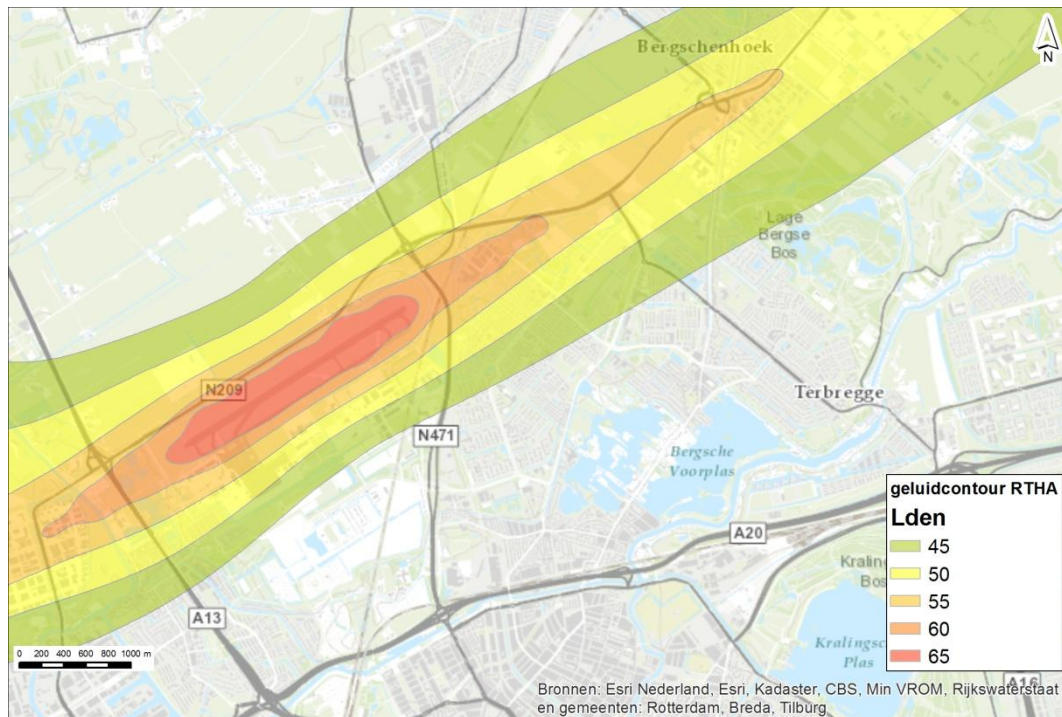 Bergschenhoek
N
Lage
Bergse
Bos
N209
Terbregge
N471
Bergsche
Voorplas
A20
A13
Kraling
Bos
Kralingsch
Plas
A16
geluidcontour RTHA
Lden
45
50
55
60
65
0 200 400 600 800 1000 m
Bronnen: Esri Nederland, Esri, Kadaster, CBS, Min VROM, Rijkswaterstaat
en gemeenten: Rotterdam, Breda, Tilburg